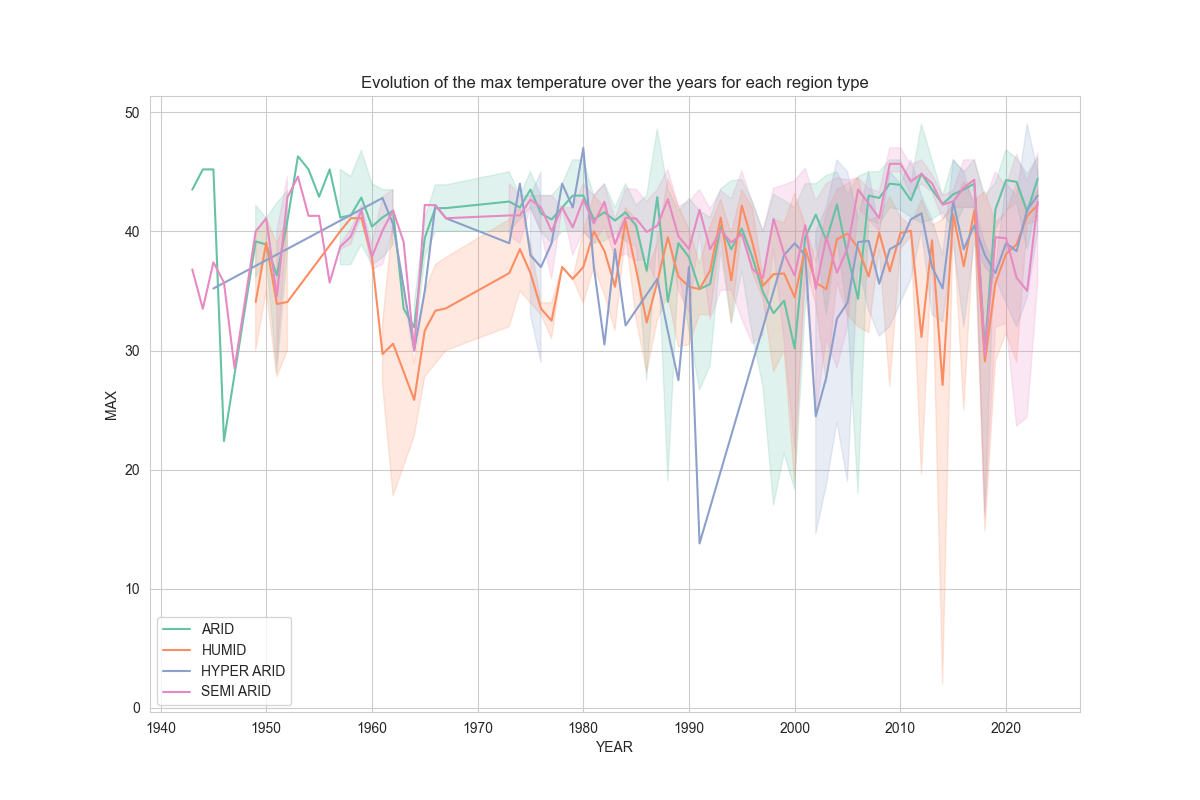 Evolution of the max temperature over the years for each region type
50
40
30
20
10
0
MAX
ARID
HUMID
HYPER ARID
SEMI ARID
1940 1950 1960 1970 1980 1990 2000 2010 2020
YEAR